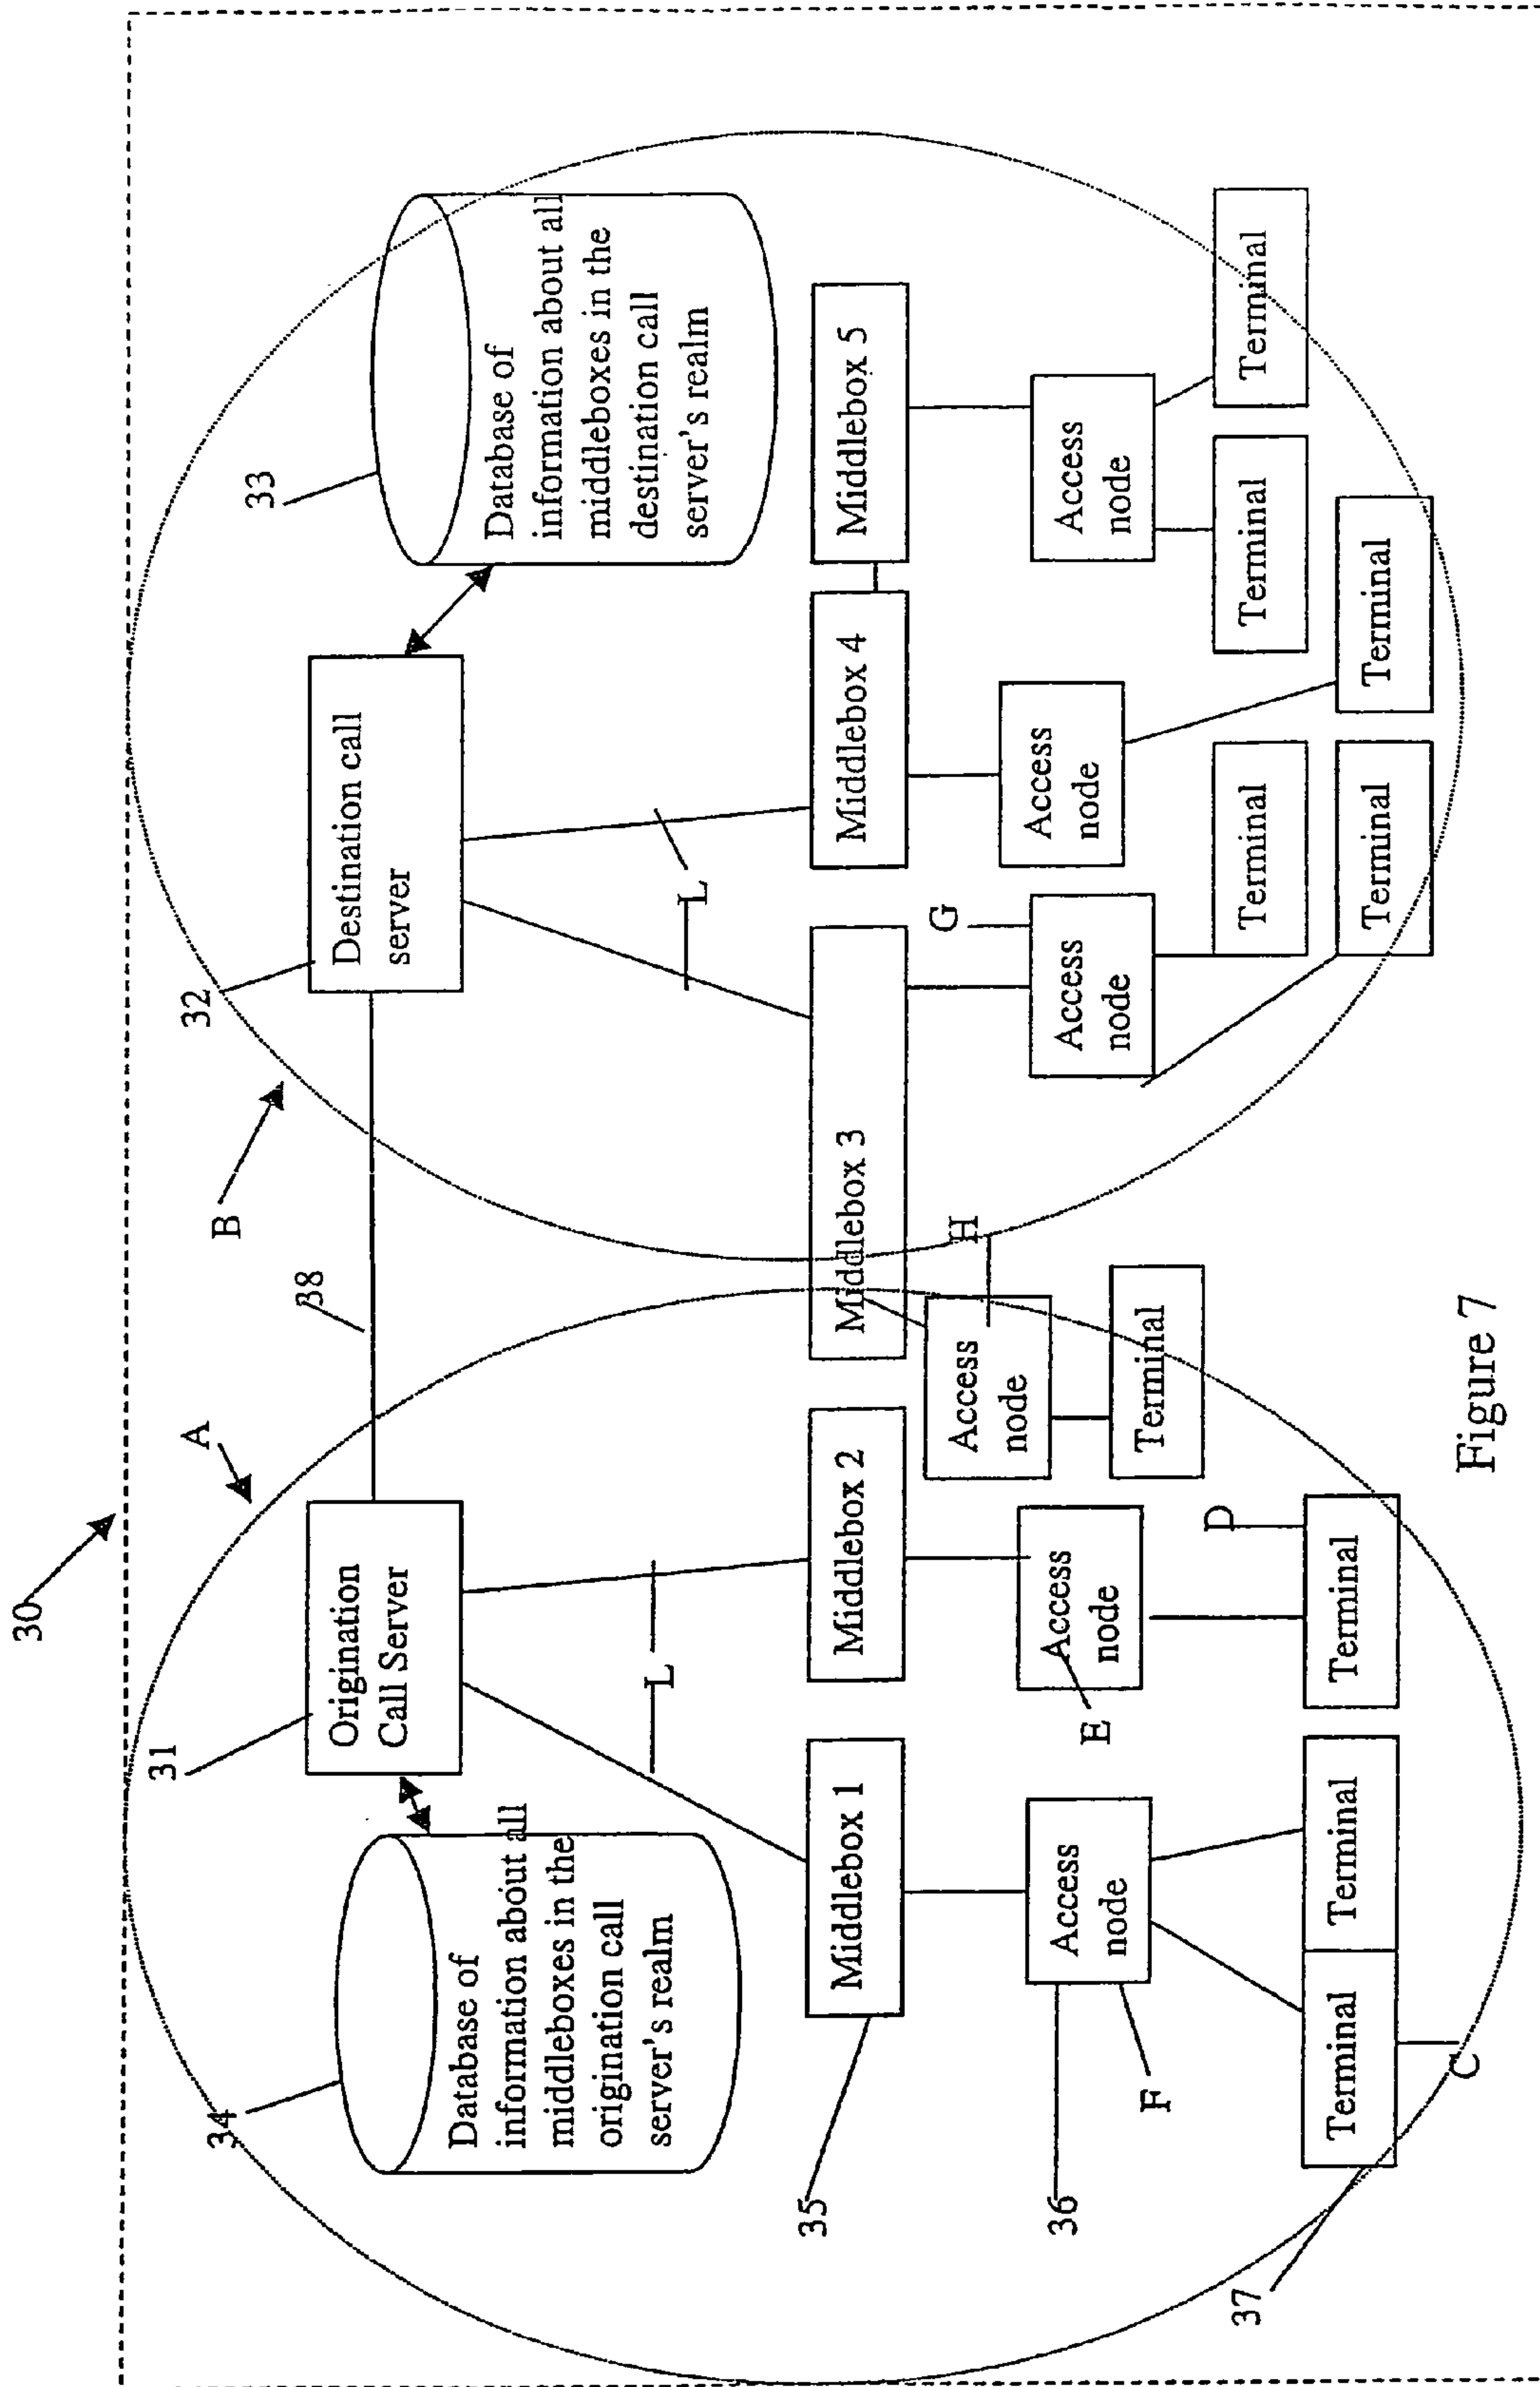 30
A
B
31
32
33
34
38
Origination
Call Server
Destination call
server
Database of
information about all
middleboxes in the
origination call
server's realm
Database of
information about all
middleboxes in the
destination call
server's realm
L
L
35
Middlebox 1
Middlebox 2
Middlebox 3
Middlebox 4
Middlebox 5
H
G
36
Access
node
Access
node
Access
node
Access
node
Access
node
Access
node
F
E
D
37
Terminal
Terminal
Terminal
Terminal
Terminal
Terminal
Terminal
Terminal
Terminal
C
Figure 7